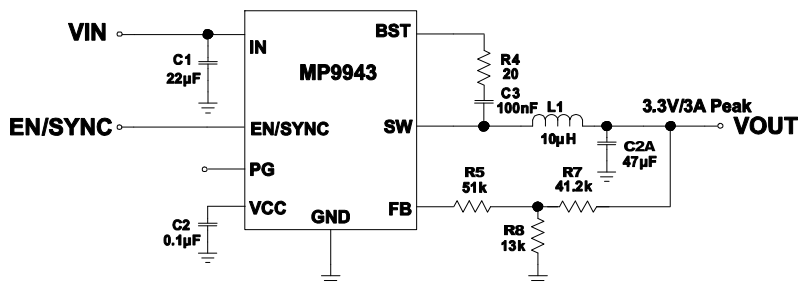 VIN
C1
22µF
IN
BST
MP9943
R4
20
C3
100nF
L1
10µH
3.3V/3A Peak
VOUT
EN/SYNC
EN/SYNC
SW
C2A
47µF
PG
R5
51k
R7
41.2k
VCC
GND
FB
C2
0.1µF
R8
13k